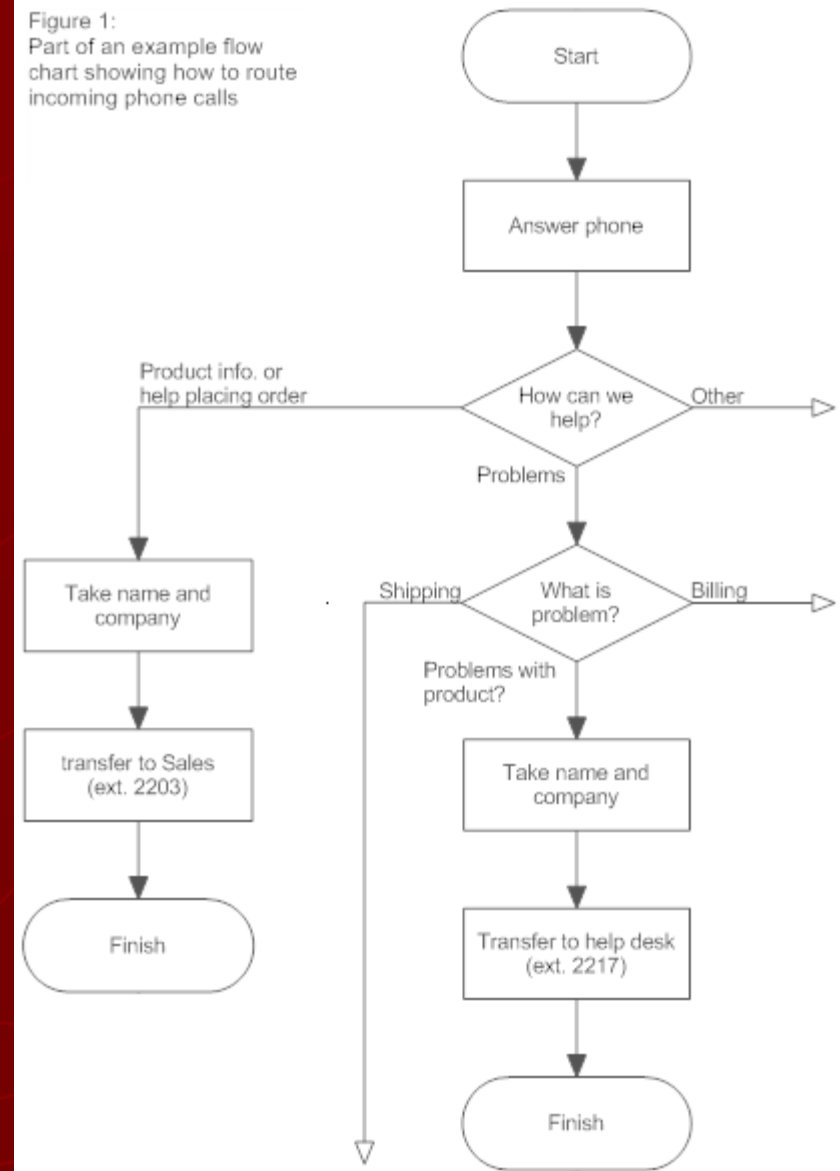 Figure 1:
Part of an example flow
chart showing how to route
incoming phone calls
Start
Answer phone
How can we
help?
Product info. or
help placing order
Other
Problems
Take name and
company
What is
problem?
Shipping
Billing
Problems with
product?
transfer to Sales
(ext. 2203)
Take name and
company
Finish
Transfer to help desk
(ext. 2217)
Finish